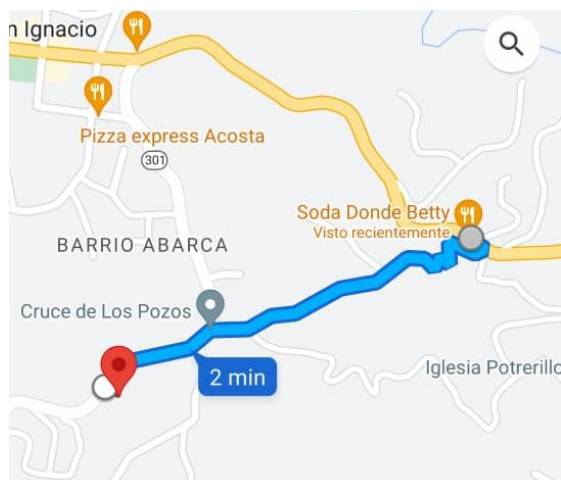 n Ignacio
Pizza express Acosta
301
Soda Donde Betty
Visto recientemente
BARRIO ABARCA
Cruce de Los Pozos
2 min
Iglesia Potrerillo